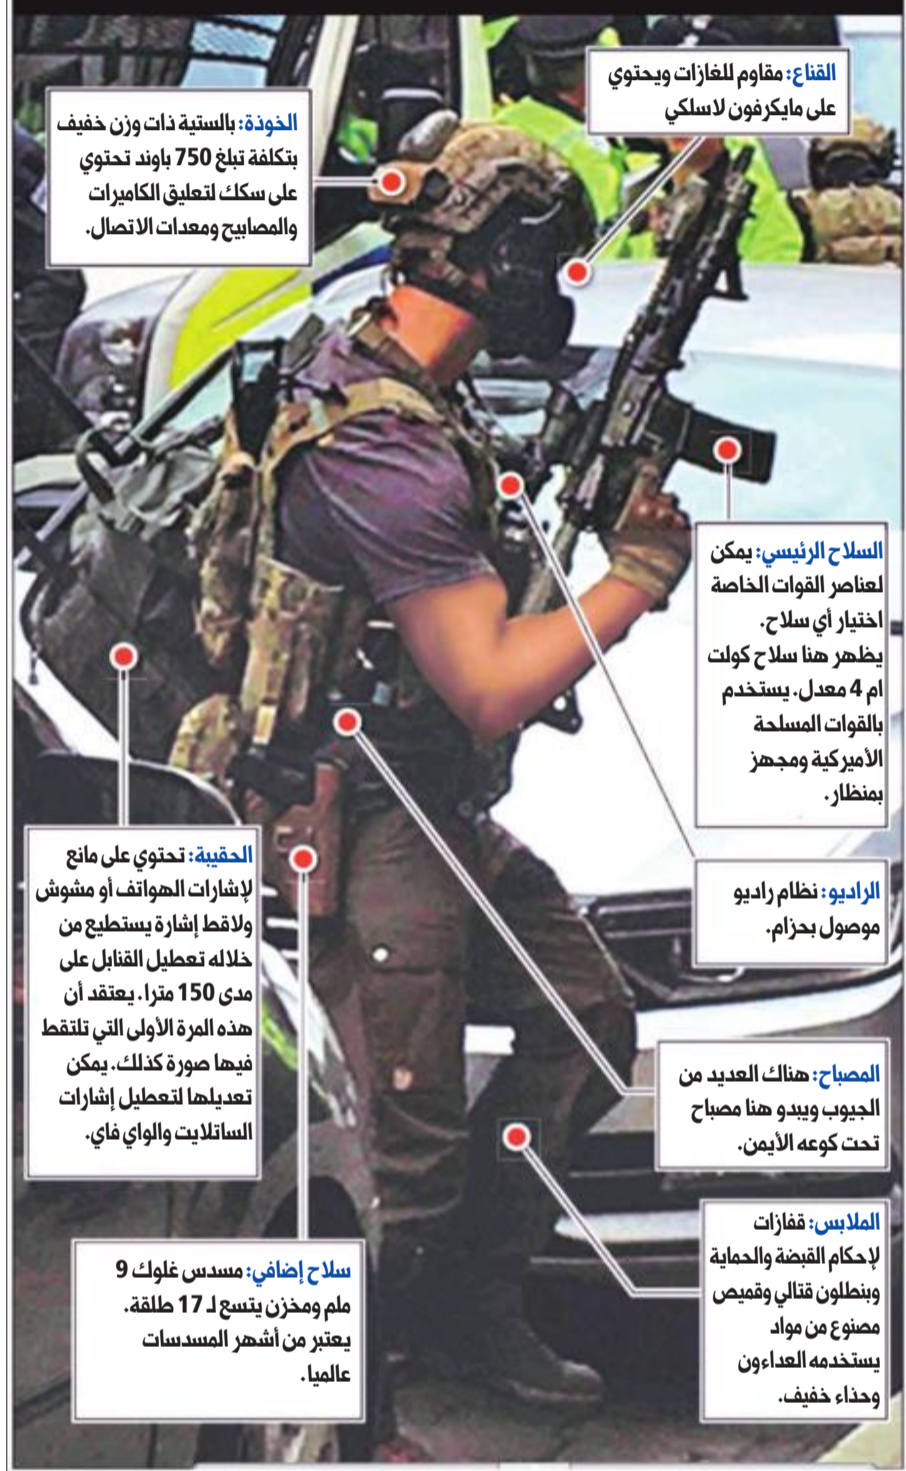 القناع: مقاوم للغازات ويحتوي
على مايكرفون لاسلكي
الخوذة: بالستية ذات وزن خفيف
بتكلفة تبلغ 750 باوند تحتوي
على سكك لتعليق الكاميرات
والمصابيح ومعدات الاتصال.
السلاح الرئيسي: يمكن
لعناصر القوات الخاصة
اختيار أي سلاح.
يظهر هنا سلاح كولت
ام 4 معدل. يستخدم
بالقوات المسلحة
الأميركية ومجهز
بمنظار.
الراديو: نظام راديو
موصول بحزام.
الحقيبة: تحتوي على مانع
لإشارات الهواتف أو مشوش
ولاقط إشارة يستطيع من
خلاله تعطيل القنابل على
مدى 150 مترا. يعتقد أن
هذه المرة الأولى التي تلتقط
فيها صورة كذلك. يمكن
تعديلها لتعطيل إشارات
الساتلايت والواي فاي.
المصباح: هناك العديد من
الجيوب ويبدو هنا مصباح
تحت كوعه الأيمن.
الملابس: قفازات
لإحكام القبضة والحماية
وبنطلون قتالي وقميص
مصنوع من مواد
يستخدمه العداءون
وحذاء خفيف.
سلاح إضافي: مسدس غلوك 9
ملم ومخزن يتسع لـ 17 طلقة.
يعتبر من أشهر المسدسات
عالميا.